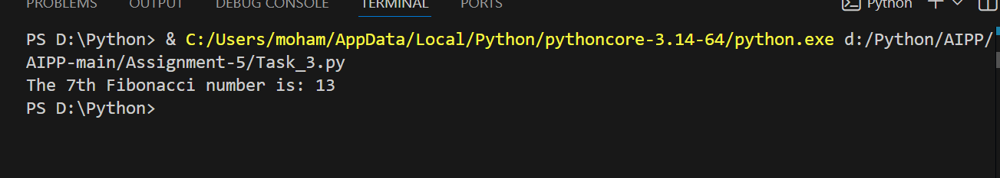 PROBLEMS OUTPUT DEBUG CONSOLE TERMINAL PORTS Python
PS D:\Python> & C:/Users/moham/AppData/Local/Python/pythoncore-3.14-64/python.exe d:/Python/AIPP/
AIPP-main/Assignment-5/Task_3.py
The 7th Fibonacci number is: 13
PS D:\Python>